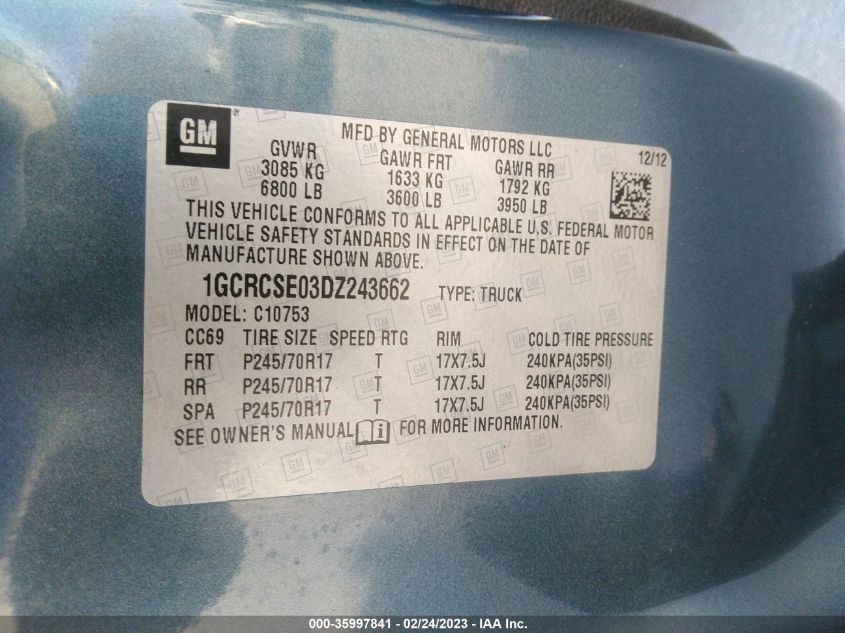 GM
MFD BY GENERAL MOTORS LLC
12/12
GVWR GAWR FRT GAWR RR
3085 KG 1633 KG 1792 KG
6800 LB 3600 LB 3950 LB
THIS VEHICLE CONFORMS TO ALL APPLICABLE U.S. FEDERAL MOTOR
VEHICLE SAFETY STANDARDS IN EFFECT ON THE DATE OF
MANUFACTURE SHOWN ABOVE.
1GCRCSE03DZ243662 TYPE: TRUCK
MODEL: C10753
CC69 TIRE SIZE SPEED RTG RIM COLD TIRE PRESSURE
FRT P245/70R17 T 17X7.5J 240KPA(35PSI)
RR P245/70R17 T 17X7.5J 240KPA(35PSI)
SPA P245/70R17 T 17X7.5J 240KPA(35PSI)
SEE OWNER'S MANUAL i FOR MORE INFORMATION.
000-35997841 - 02/24/2023 - IAA Inc.